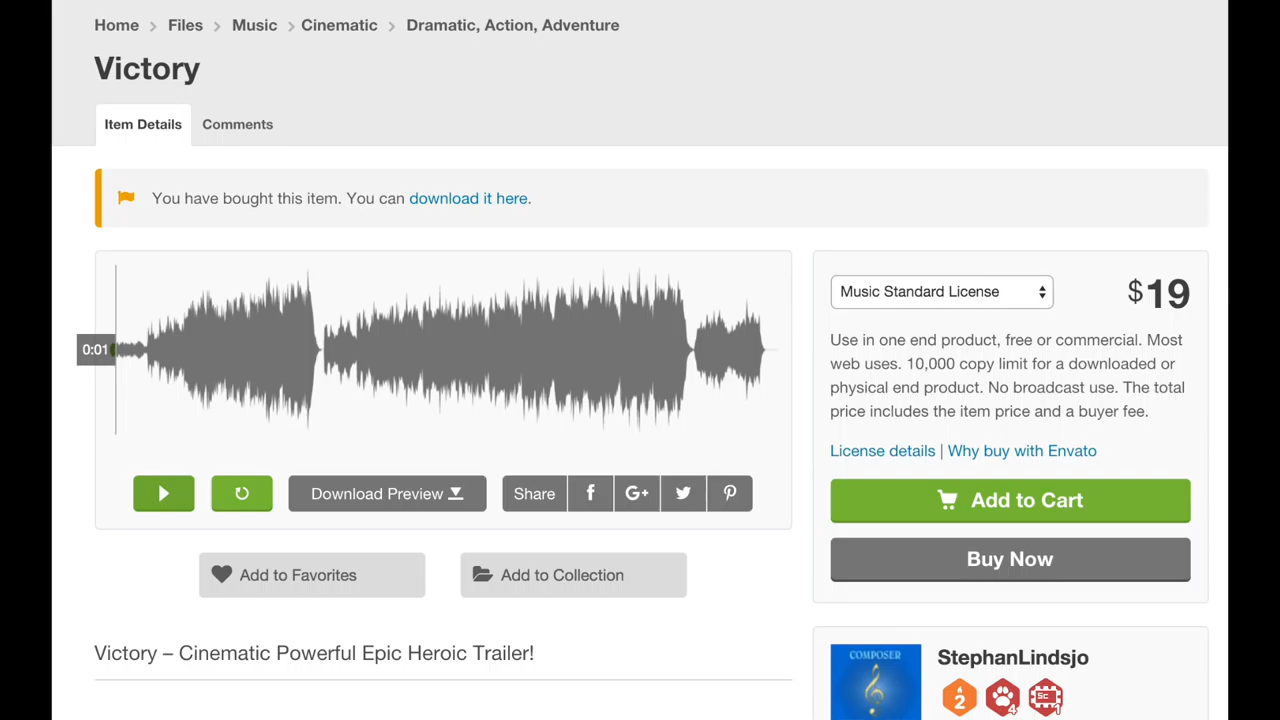 Home > Files > Music > Cinematic > Dramatic, Action, Adventure
Victory
Item Details Comments
You have bought this item. You can download it here.
0:01
Music Standard License $19
Use in one end product, free or commercial. Most
web uses. 10,000 copy limit for a downloaded or
physical end product. No broadcast use. The total
price includes the item price and a buyer fee.
License details | Why buy with Envato
Download Preview Share f G+
Add to Cart
Buy Now
Add to Favorites Add to Collection
Victory – Cinematic Powerful Epic Heroic Trailer!
COMPOSER
StephanLindsjo
2 4 Sc 1